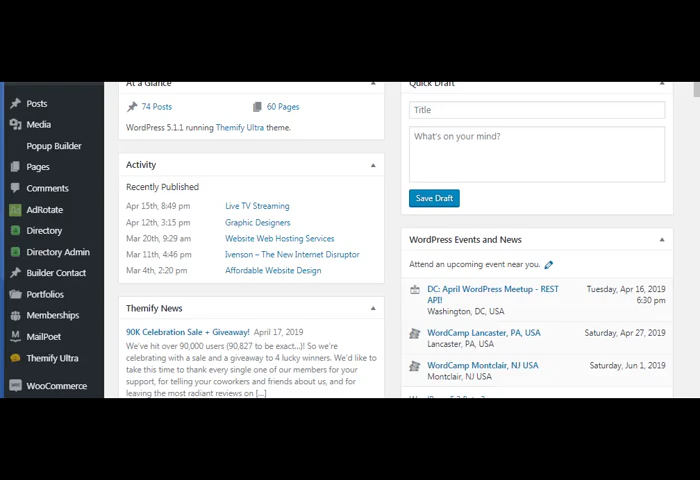 Posts
Media
Popup Builder
Pages
Comments
AdRotate
Directory
Directory Admin
Builder Contact
Portfolios
Memberships
MailPoet
Themify Ultra
WooCommerce
At a Glance
74 Posts
60 Pages
WordPress 5.1.1 running Themify Ultra theme.
Activity
Recently Published
Apr 15th, 8:49 pm Live TV Streaming
Apr 12th, 3:15 pm Graphic Designers
Mar 20th, 9:29 am Website Web Hosting Services
Mar 11th, 4:46 pm Ivenson – The New Internet Disruptor
Mar 4th, 2:20 pm Affordable Website Design
Themify News
90K Celebration Sale + Giveaway! April 17, 2019
We've hit over 90,000 users (90,827 to be exact...)! So we're
celebrating with a sale and a giveaway to 4 lucky winners. We'd like to
take this time to thank every single one of our members for your
support, for telling your coworkers and friends about us, and for
leaving the most radiant reviews on [...]
Quick Draft
Title
What's on your mind?
Save Draft
WordPress Events and News
Attend an upcoming event near you.
DC: April WordPress Meetup - REST Tuesday, Apr 16, 2019
API! 6:30 pm
Washington, DC, USA
WordCamp Lancaster, PA, USA Saturday, Apr 27, 2019
Lancaster, PA, USA
WordCamp Montclair, NJ USA Saturday, Jun 1, 2019
Montclair, NJ, USA